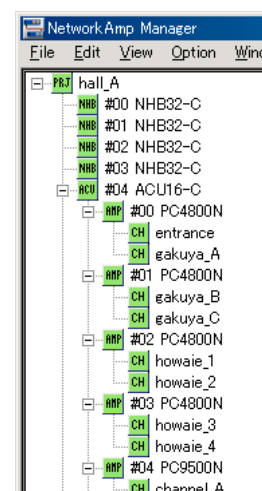 NetworkAmp Manager
File Edit View Option
PRJ hall_A
NHB #00 NHB32-C
NHB #01 NHB32-C
NHB #02 NHB32-C
NHB #03 NHB32-C
ACU #04 ACU16-C
AMP #00 PC4800N
CH entrance
CH gakuya_A
AMP #01 PC4800N
CH gakuya_B
CH gakuya_C
AMP #02 PC4800N
CH howaie_1
CH howaie_2
AMP #03 PC4800N
CH howaie_3
CH howaie_4
AMP #04 PC9500N
CH channel_A